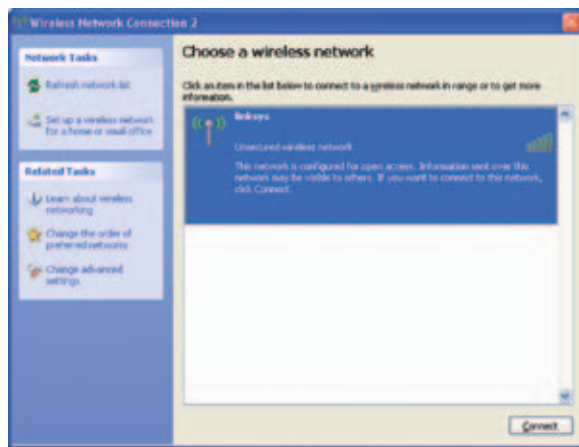 Wireless Network Connection 2
Network Tasks
Refresh network list
Set up a wireless network
for a home or small office
Related Tasks
Learn about wireless
networking
Change the order of
preferred networks
Change advanced
settings
Choose a wireless network
Click an item in the list below to connect to a wireless network in range or to get more
information.
linksys
Unsecured wireless network
This network is configured for open access. Information sent over this
network may be visible to others. If you want to connect to this network,
click Connect.
Connect